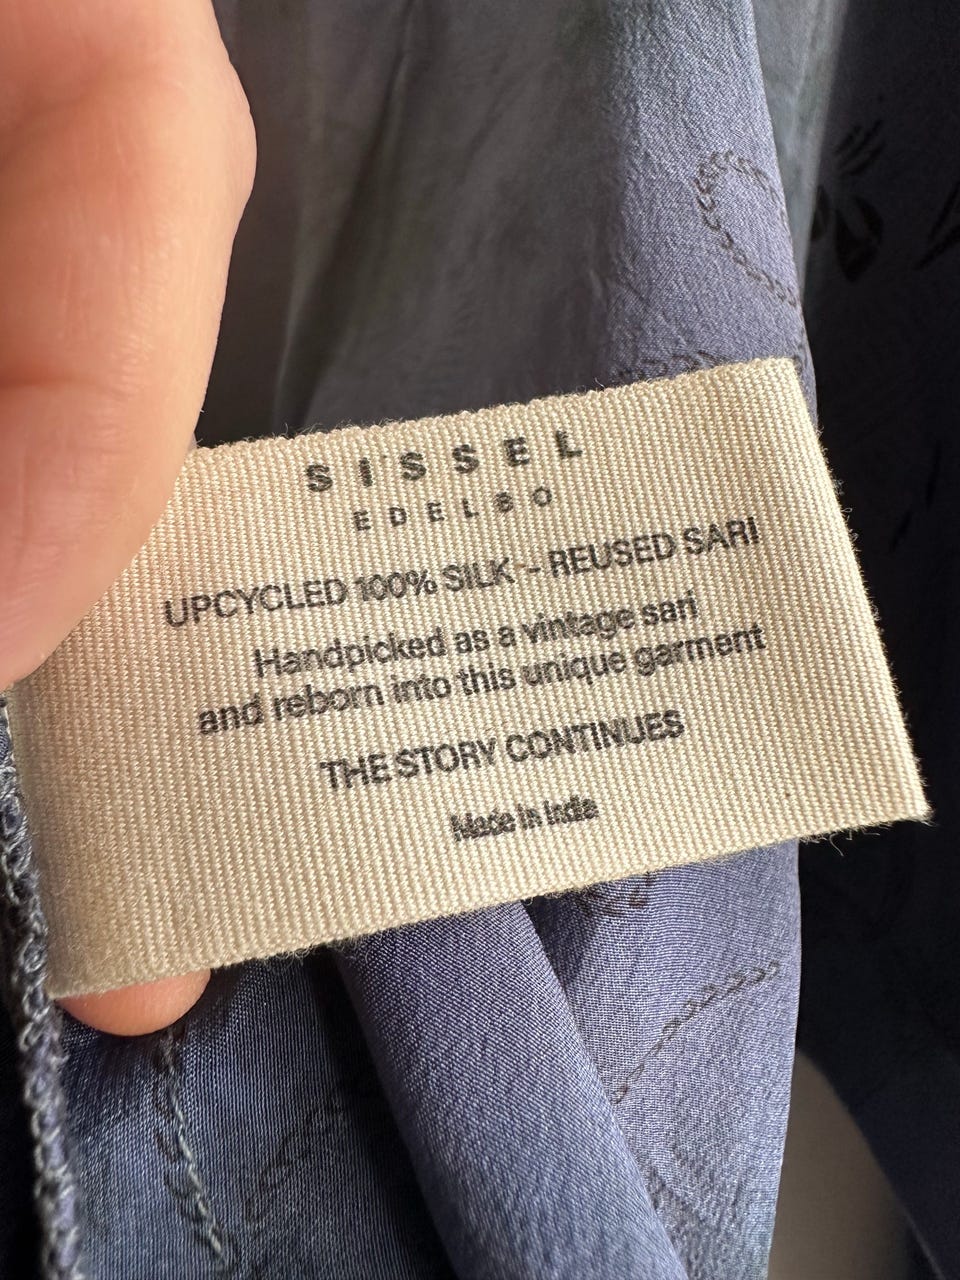 SISSEL
EDELBO
UPCYCLED 100% SILK - REUSED SARI
Handpicked as a vintage sari
and reborn into this unique garment
THE STORY CONTINUES
Made in India